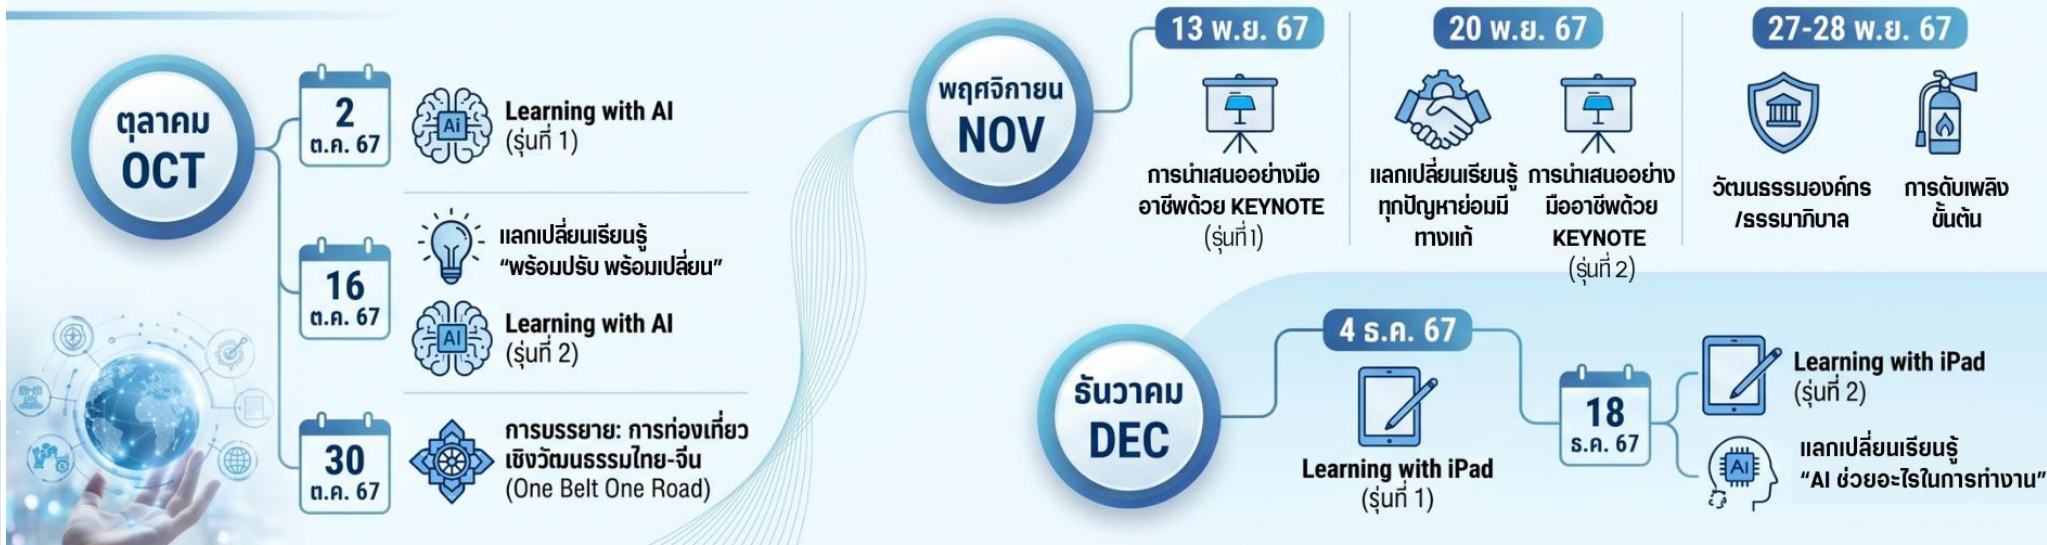 ตุลาคม
OCT
2
ต.ค. 67
Ai
Learning with AI
(รุ่นที่ 1)
16
ต.ค. 67
แลกเปลี่ยนเรียนรู้
“พร้อมปรับ พร้อมเปลี่ยน”
AI
Learning with AI
(รุ่นที่ 2)
30
ต.ค. 67
การบรรยาย: การท่องเที่ยว
เชิงวัฒนธรรมไทย-จีน
(One Belt One Road)
พฤศจิกายน
NOV
13 พ.ย. 67
การนำเสนออย่างมือ
อาชีพด้วย KEYNOTE
(รุ่นที่ 1)
20 พ.ย. 67
แลกเปลี่ยนเรียนรู้
ทุกปัญหาย่อมมี
ทางแก้
การนำเสนออย่าง
มืออาชีพด้วย
KEYNOTE
(รุ่นที่ 2)
27-28 พ.ย. 67
วัฒนธรรมองค์กร
/ธรรมาภิบาล
การดับเพลิง
ขั้นต้น
ธันวาคม
DEC
4 ธ.ค. 67
Learning with iPad
(รุ่นที่ 1)
18
ธ.ค. 67
Learning with iPad
(รุ่นที่ 2)
AI
แลกเปลี่ยนเรียนรู้
“AI ช่วยอะไรในการทำงาน”